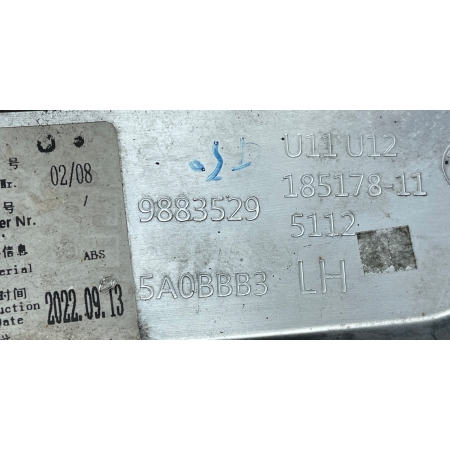 号
Nr.
02/08
号
er Nr.
/
信息
erial
ABS
时间
uction
Date
2022.09.13
9883529
5A0BBB3
U11 U12
185178-11
5112
LH